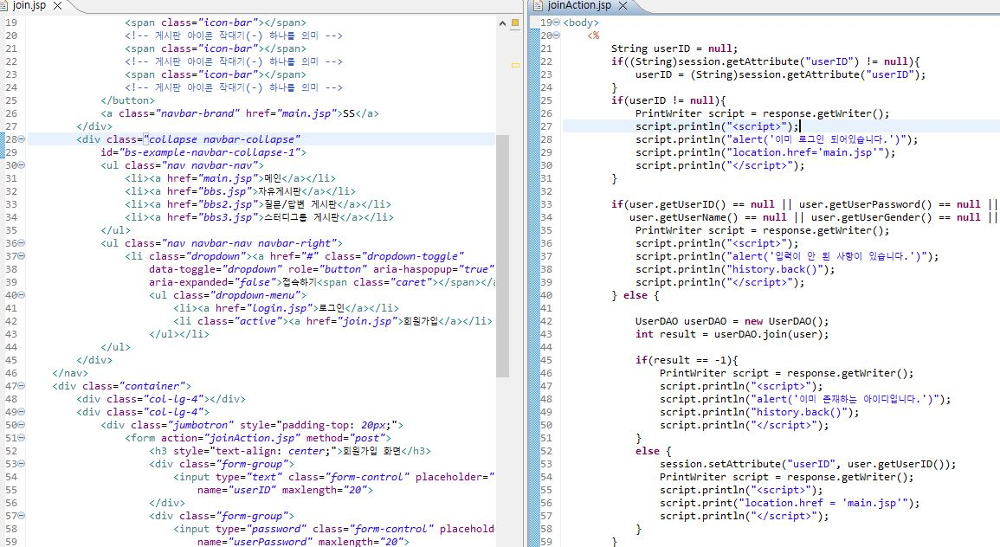 join.jsp
19 <span class="icon-bar"></span>
20 <!-- 게시판 아이콘 작대기(-) 하나를 의미 -->
21 <span class="icon-bar"></span>
22 <!-- 게시판 아이콘 작대기(-) 하나를 의미 -->
23 <span class="icon-bar"></span>
24 <!-- 게시판 아이콘 작대기(-) 하나를 의미 -->
25 </button>
26 <a class="navbar-brand" href="main.jsp">SS</a>
27 </div>
28 <div class="collapse navbar-collapse"
29 id="bs-example-navbar-collapse-1">
30 <ul class="nav navbar-nav">
31 <li><a href="main.jsp">메인</a></li>
32 <li><a href="bbs.jsp">자유게시판</a></li>
33 <li><a href="bbs2.jsp">질문/답변 게시판</a></li>
34 <li><a href="bbs3.jsp">스터디그룹 게시판</a></li>
35 </ul>
36 <ul class="nav navbar-nav navbar-right">
37 <li class="dropdown"><a href="#" class="dropdown-toggle"
38 data-toggle="dropdown" role="button" aria-haspopup="true"
39 aria-expanded="false">접속하기<span class="caret"></span></a
40 <ul class="dropdown-menu">
41 <li><a href="login.jsp">로그인</a></li>
42 <li class="active"><a href="join.jsp">회원가입</a></li>
43 </ul></li>
44 </ul>
45 </div>
46 </nav>
47 <div class="container">
48 <div class="col-lg-4"></div>
49 <div class="col-lg-4">
50 <div class="jumbotron" style="padding-top: 20px;">
51 <form action="joinAction.jsp" method="post">
52 <h3 style="text-align: center;">회원가입 화면</h3>
53 <div class="form-group">
54 <input type="text" class="form-control" placeholder="
55 name="userID" maxlength="20">
56 </div>
57 <div class="form-group">
58 <input type="password" class="form-control" placehold
59 name="userPassword" maxlength="20">
joinAction.jsp
19 <body>
20 <%
21 String userID = null;
22 if((String)session.getAttribute("userID") != null){
23 userID = (String)session.getAttribute("userID");
24 }
25 if(userID != null){
26 PrintWriter script = response.getWriter();
27 script.println("<script>");
28 script.println("alert('이미 로그인 되어있습니다.')");
29 script.println("location.href='main.jsp'");
30 script.println("</script>");
31 }
32
33 if(user.getUserID() == null || user.getUserPassword() == null ||
34 user.getUserName() == null || user.getUserGender() == null ||
35 PrintWriter script = response.getWriter();
36 script.println("<script>");
37 script.println("alert('입력이 안 된 사항이 있습니다.')");
38 script.println("history.back()");
39 script.println("</script>");
40 } else {
41
42 UserDAO userDAO = new UserDAO();
43 int result = userDAO.join(user);
44
45 if(result == -1){
46 PrintWriter script = response.getWriter();
47 script.println("<script>");
48 script.println("alert('이미 존재하는 아이디입니다.')");
49 script.println("history.back()");
50 script.println("</script>");
51 }
52 else {
53 session.setAttribute("userID", user.getUserID());
54 PrintWriter script = response.getWriter();
55 script.println("<script>");
56 script.print("location.href = 'main.jsp'");
57 script.println("</script>");
58 }
59 }